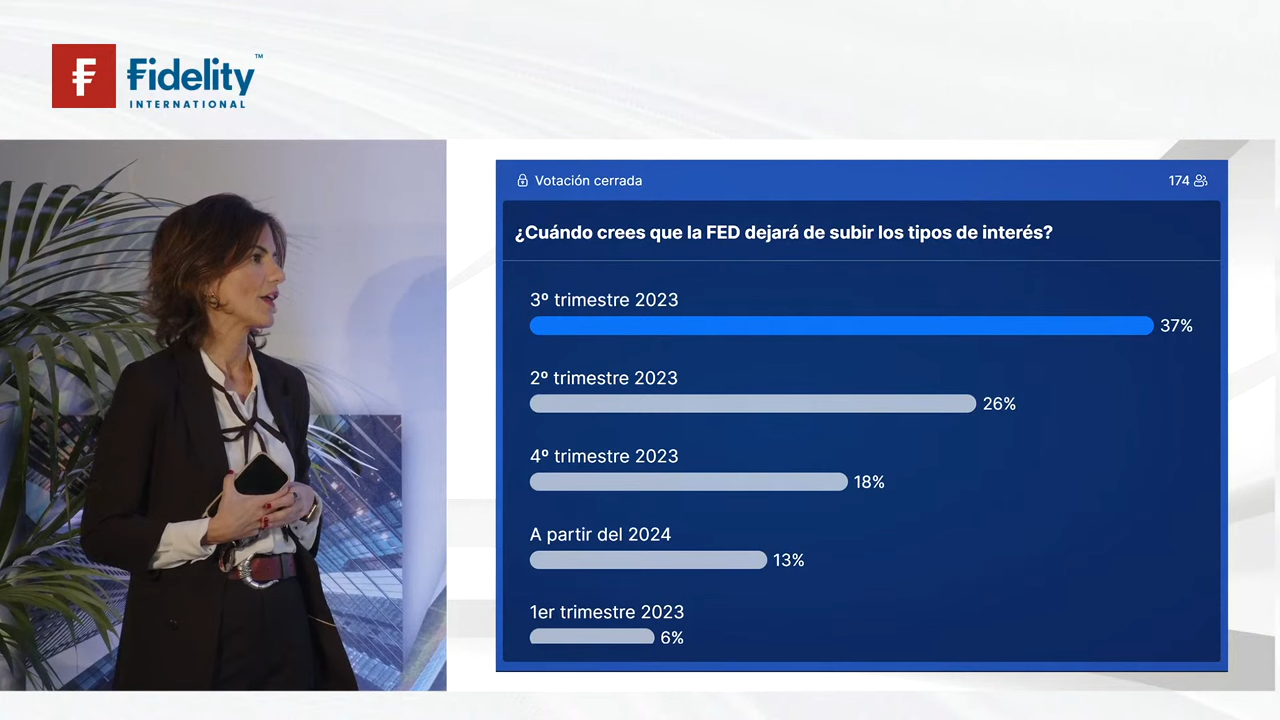 Fidelity™
INTERNATIONAL
Votación cerrada
174
¿Cuándo crees que la FED dejará de subir los tipos de interés?
3º trimestre 2023
37%
2º trimestre 2023
26%
4º trimestre 2023
18%
A partir del 2024
13%
1er trimestre 2023
6%